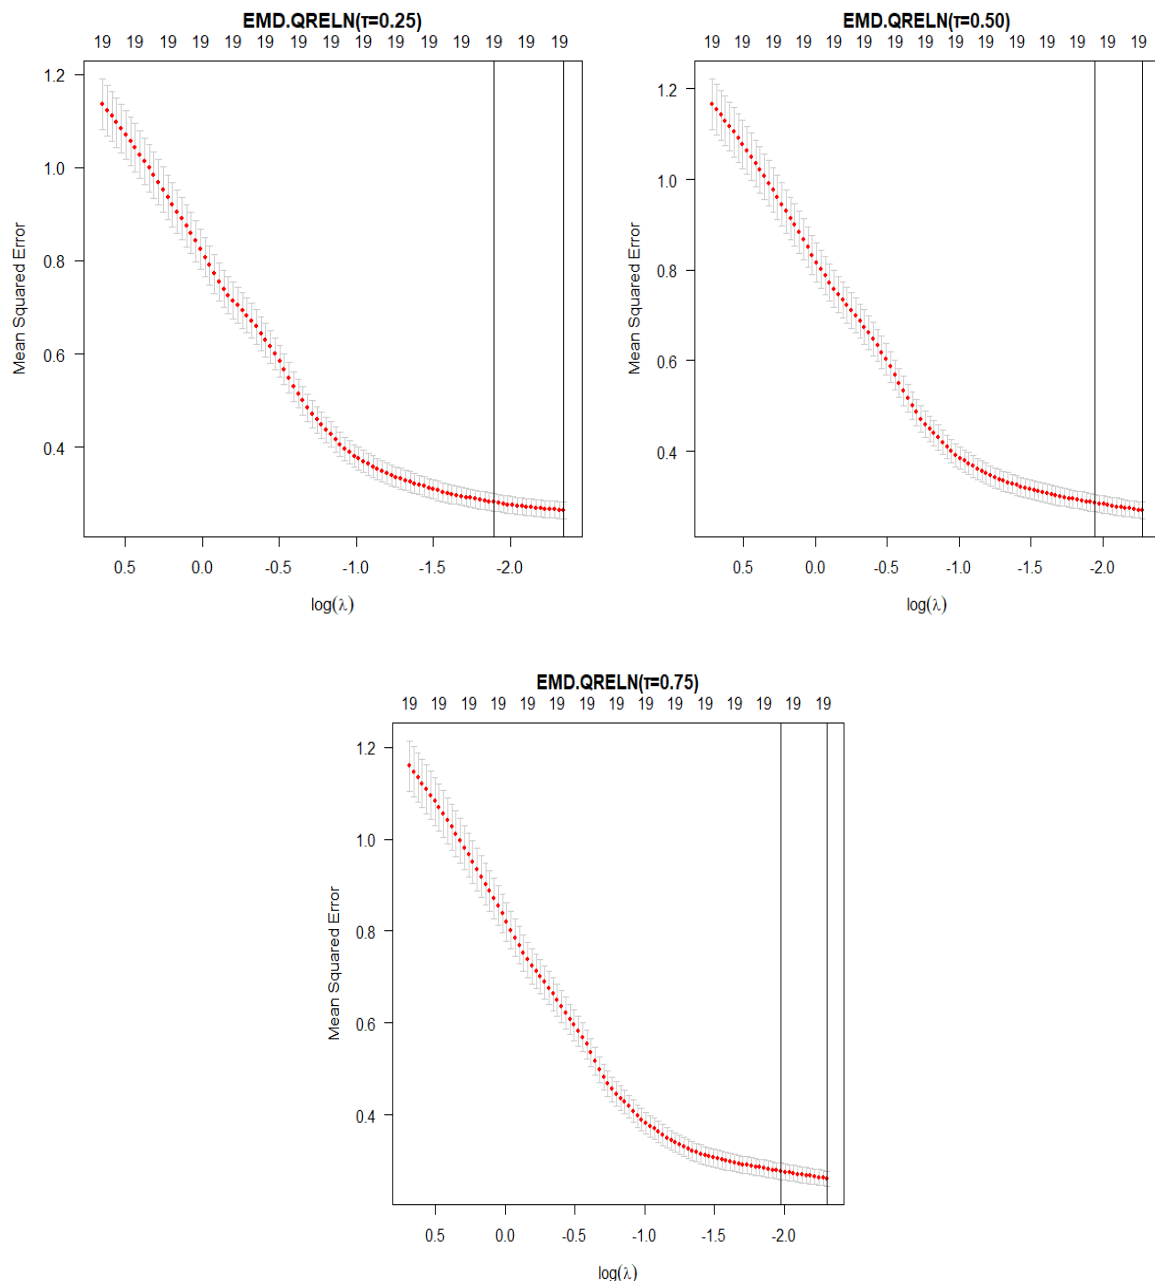 EMD.QRELN(τ=0.25)
19 19 19 19 19 19 19 19 19 19 19 19 19 19 19
1.2
1.0
0.8
0.6
0.4
Mean Squared Error
0.5 0.0 -0.5 -1.0 -1.5 -2.0
log(λ)
EMD.QRELN(τ=0.50)
19 19 19 19 19 19 19 19 19 19 19 19 19 19 19
1.2
1.0
0.8
0.6
0.4
Mean Squared Error
0.5 0.0 -0.5 -1.0 -1.5 -2.0
log(λ)
EMD.QRELN(τ=0.75)
19 19 19 19 19 19 19 19 19 19 19 19 19 19 19
1.2
1.0
0.8
0.6
0.4
Mean Squared Error
0.5 0.0 -0.5 -1.0 -1.5 -2.0
log(λ)